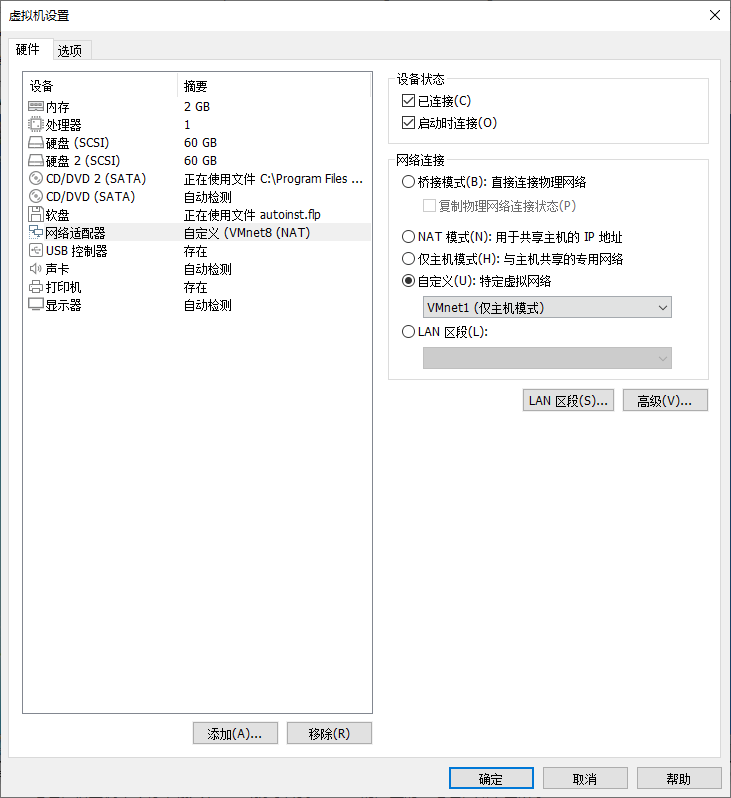 虚拟机设置
硬件 选项
设备 摘要
内存 2 GB
处理器 1
硬盘 (SCSI) 60 GB
硬盘 2 (SCSI) 60 GB
CD/DVD 2 (SATA) 正在使用文件 C:\Program Files ...
CD/DVD (SATA) 自动检测
软盘 正在使用文件 autoinst.flp
网络适配器 自定义 (VMnet8 (NAT)
USB 控制器 存在
声卡 自动检测
打印机 存在
显示器 自动检测
添加(A)... 移除(R)
设备状态
已连接(C)
启动时连接(O)
网络连接
桥接模式(B): 直接连接物理网络
复制物理网络连接状态(P)
NAT 模式(N): 用于共享主机的 IP 地址
仅主机模式(H): 与主机共享的专用网络
自定义(U): 特定虚拟网络
VMnet1 (仅主机模式)
LAN 区段(L):
LAN 区段(S)... 高级(V)...
确定 取消 帮助